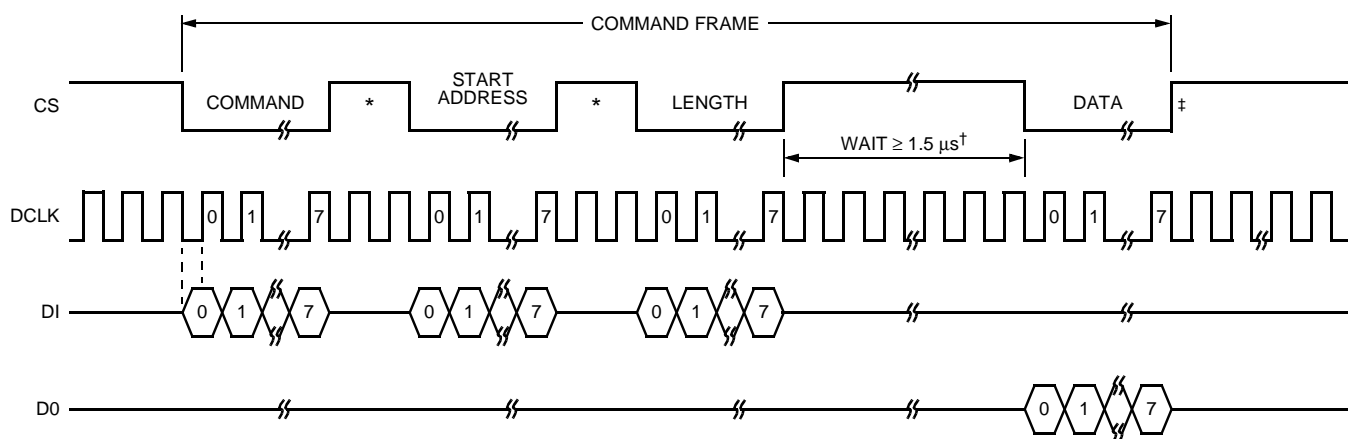 COMMAND FRAME
CS
COMMAND
*
START
ADDRESS
*
LENGTH
DATA
‡
WAIT ≥ 1.5 μs†
DCLK
0 1 7 0 1 7 0 1 7 0 1 7
DI
0 1 7 0 1 7 0 1 7
D0
0 1 7